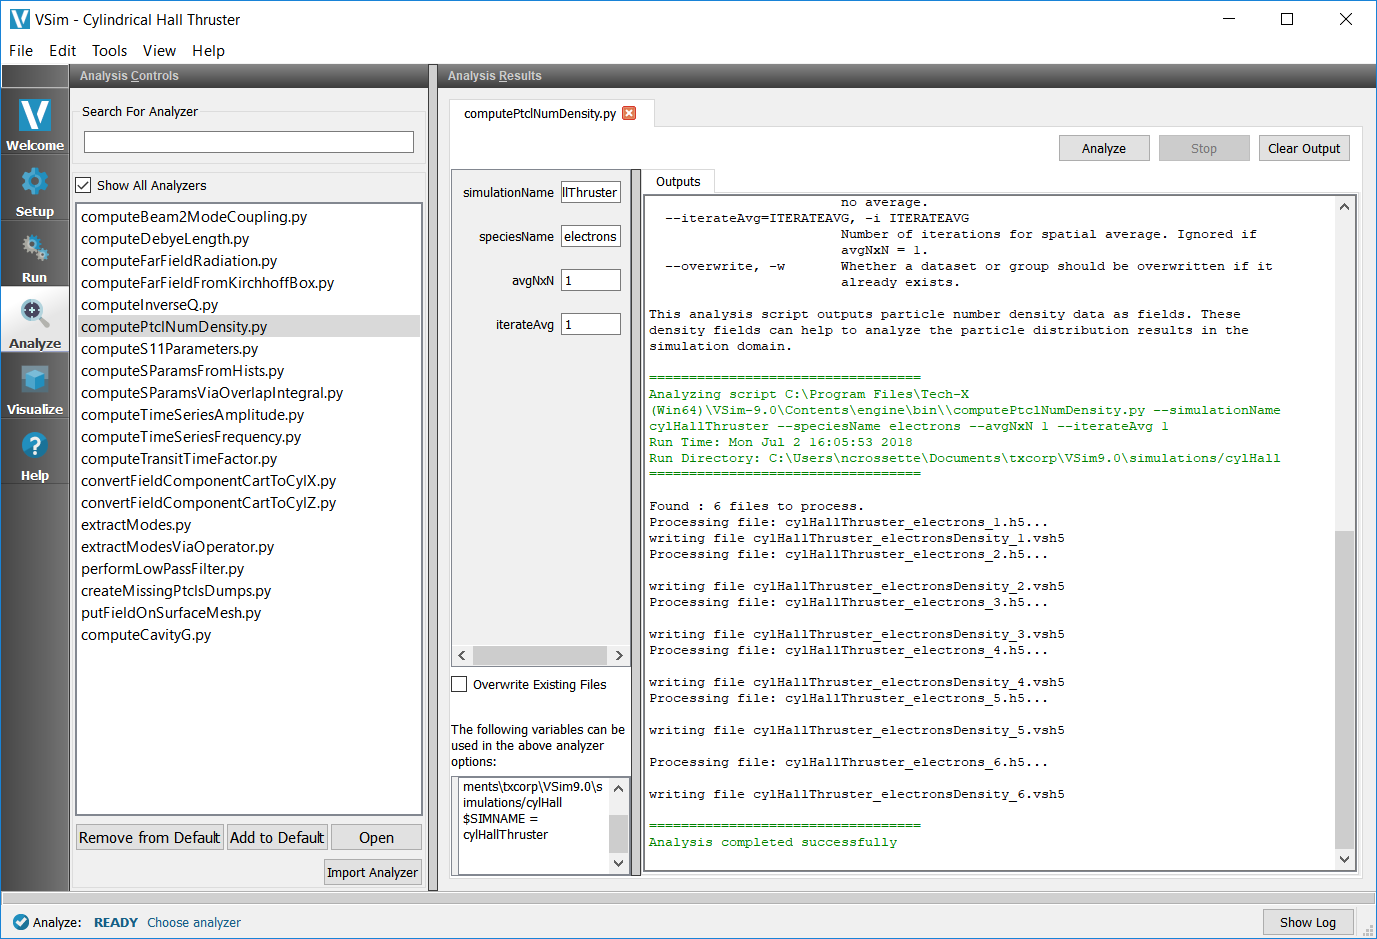 VSim - Cylindrical Hall Thruster
File Edit Tools View Help
Analysis Controls
Analysis Results
Welcome
Setup
Run
Analyze
Visualize
Help
Search For Analyzer
Show All Analyzers
computeBeam2ModeCoupling.py
computeDebyeLength.py
computeFarFieldRadiation.py
computeFarFieldFromKirchhoffBox.py
computeInverseQ.py
computePtclNumDensity.py
computeS11Parameters.py
computeSParamsFromHists.py
computeSParamsViaOverlapIntegral.py
computeTimeSeriesAmplitude.py
computeTimeSeriesFrequency.py
computeTransitTimeFactor.py
convertFieldComponentCartToCylX.py
convertFieldComponentCartToCylZ.py
extractModes.py
extractModesViaOperator.py
performLowPassFilter.py
createMissingPtclsDumps.py
putFieldOnSurfaceMesh.py
computeCavityG.py
Remove from Default Add to Default Open
Import Analyzer
computePtclNumDensity.py
Analyze Stop Clear Output
simulationName llThruster
speciesName electrons
avgNxN 1
iterateAvg 1
Overwrite Existing Files
The following variables can be
used in the above analyzer
options:
ments\txcorp\VSim9.0\s
imulations/cylHall
$SIMNAME =
cylHallThruster
Outputs
no average.
--iterateAvg=ITERATEAVG, -i ITERATEAVG
Number of iterations for spatial average. Ignored if
avgNxN = 1.
--overwrite, -w Whether a dataset or group should be overwritten if it
already exists.
This analysis script outputs particle number density data as fields. These
density fields can help to analyze the particle distribution results in the
simulation domain.
==================================
Analyzing script C:\Program Files\Tech-X
(Win64)\VSim-9.0\Contents\engine\bin\\computePtclNumDensity.py --simulationName
cylHallThruster --speciesName electrons --avgNxN 1 --iterateAvg 1
Run Time: Mon Jul 2 16:05:53 2018
Run Directory: C:\Users\ncrossette\Documents\txcorp\VSim9.0\simulations/cylHall
==================================
Found : 6 files to process.
Processing file: cylHallThruster_electrons_1.h5...
writing file cylHallThruster_electronsDensity_1.vsh5
Processing file: cylHallThruster_electrons_2.h5...
writing file cylHallThruster_electronsDensity_2.vsh5
Processing file: cylHallThruster_electrons_3.h5...
writing file cylHallThruster_electronsDensity_3.vsh5
Processing file: cylHallThruster_electrons_4.h5...
writing file cylHallThruster_electronsDensity_4.vsh5
Processing file: cylHallThruster_electrons_5.h5...
writing file cylHallThruster_electronsDensity_5.vsh5
Processing file: cylHallThruster_electrons_6.h5...
writing file cylHallThruster_electronsDensity_6.vsh5
==================================
Analysis completed successfully
Analyze: READY Choose analyzer
Show Log